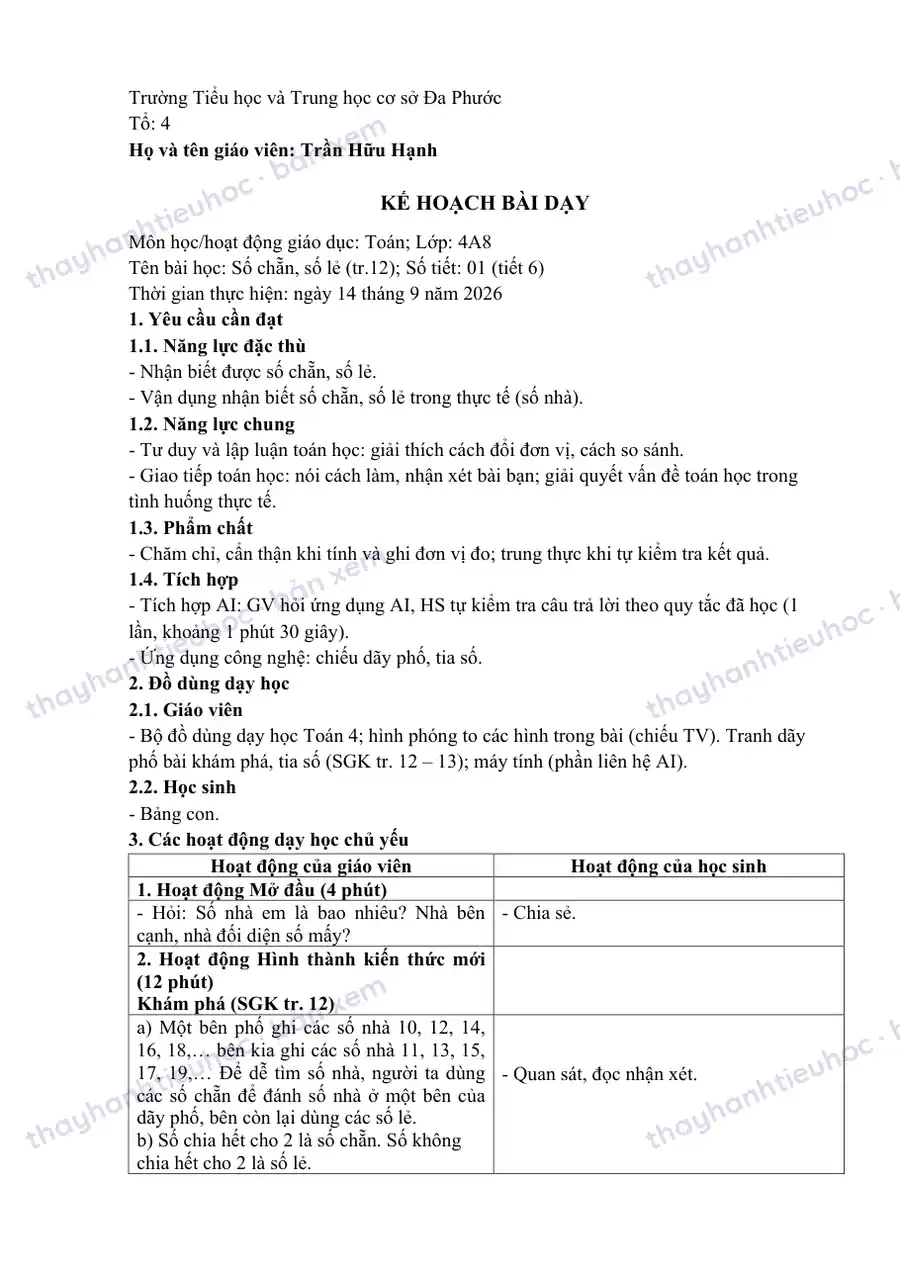 Trường Tiểu học và Trung học cơ sở Đa Phước
Tổ: 4
Họ và tên giáo viên: Trần Hữu Hạnh
KẾ HOẠCH BÀI DẠY
Môn học/hoạt động giáo dục: Toán; Lớp: 4A8
Tên bài học: Số chẵn, số lẻ (tr.12); Số tiết: 01 (tiết 6)
Thời gian thực hiện: ngày 14 tháng 9 năm 2026
1. Yêu cầu cần đạt
1.1. Năng lực đặc thù
- Nhận biết được số chẵn, số lẻ.
- Vận dụng nhận biết số chẵn, số lẻ trong thực tế (số nhà).
1.2. Năng lực chung
- Tư duy và lập luận toán học: giải thích cách đổi đơn vị, cách so sánh.
- Giao tiếp toán học: nói cách làm, nhận xét bài bạn; giải quyết vấn đề toán học trong
tình huống thực tế.
1.3. Phẩm chất
- Chăm chỉ, cẩn thận khi tính và ghi đơn vị đo; trung thực khi tự kiểm tra kết quả.
1.4. Tích hợp
- Tích hợp AI: GV hỏi ứng dụng AI, HS tự kiểm tra câu trả lời theo quy tắc đã học (1
lần, khoảng 1 phút 30 giây).
- Ứng dụng công nghệ: chiếu dãy phố, tia số.
2. Đồ dùng dạy học
2.1. Giáo viên
- Bộ đồ dùng dạy học Toán 4; hình phóng to các hình trong bài (chiếu TV). Tranh dãy
phố bài khám phá, tia số (SGK tr. 12 – 13); máy tính (phần liên hệ AI).
2.2. Học sinh
- Bảng con.
3. Các hoạt động dạy học chủ yếu
Hoạt động của giáo viên
Hoạt động của học sinh
1. Hoạt động Mở đầu (4 phút)
- Hỏi: Số nhà em là bao nhiêu? Nhà bên
cạnh, nhà đối diện số mấy?
- Chia sẻ.
2. Hoạt động Hình thành kiến thức mới
(12 phút)
Khám phá (SGK tr. 12)
a) Một bên phố ghi các số nhà 10, 12, 14,
16, 18,… bên kia ghi các số nhà 11, 13, 15,
17, 19,… Để dễ tìm số nhà, người ta dùng
các số chẵn để đánh số nhà ở một bên của
dãy phố, bên còn lại dùng các số lẻ.
b) Số chia hết cho 2 là số chẵn. Số không
chia hết cho 2 là số lẻ.
- Quan sát, đọc nhận xét.
thayhanhtieuhoc · bản xem
thayhanhtieuhoc · b
thayhanhtieuhoc · bản xem
thayhanhtieuhoc · b
thayhanhtieuhoc · bản xem
thayhanhtieuhoc · b